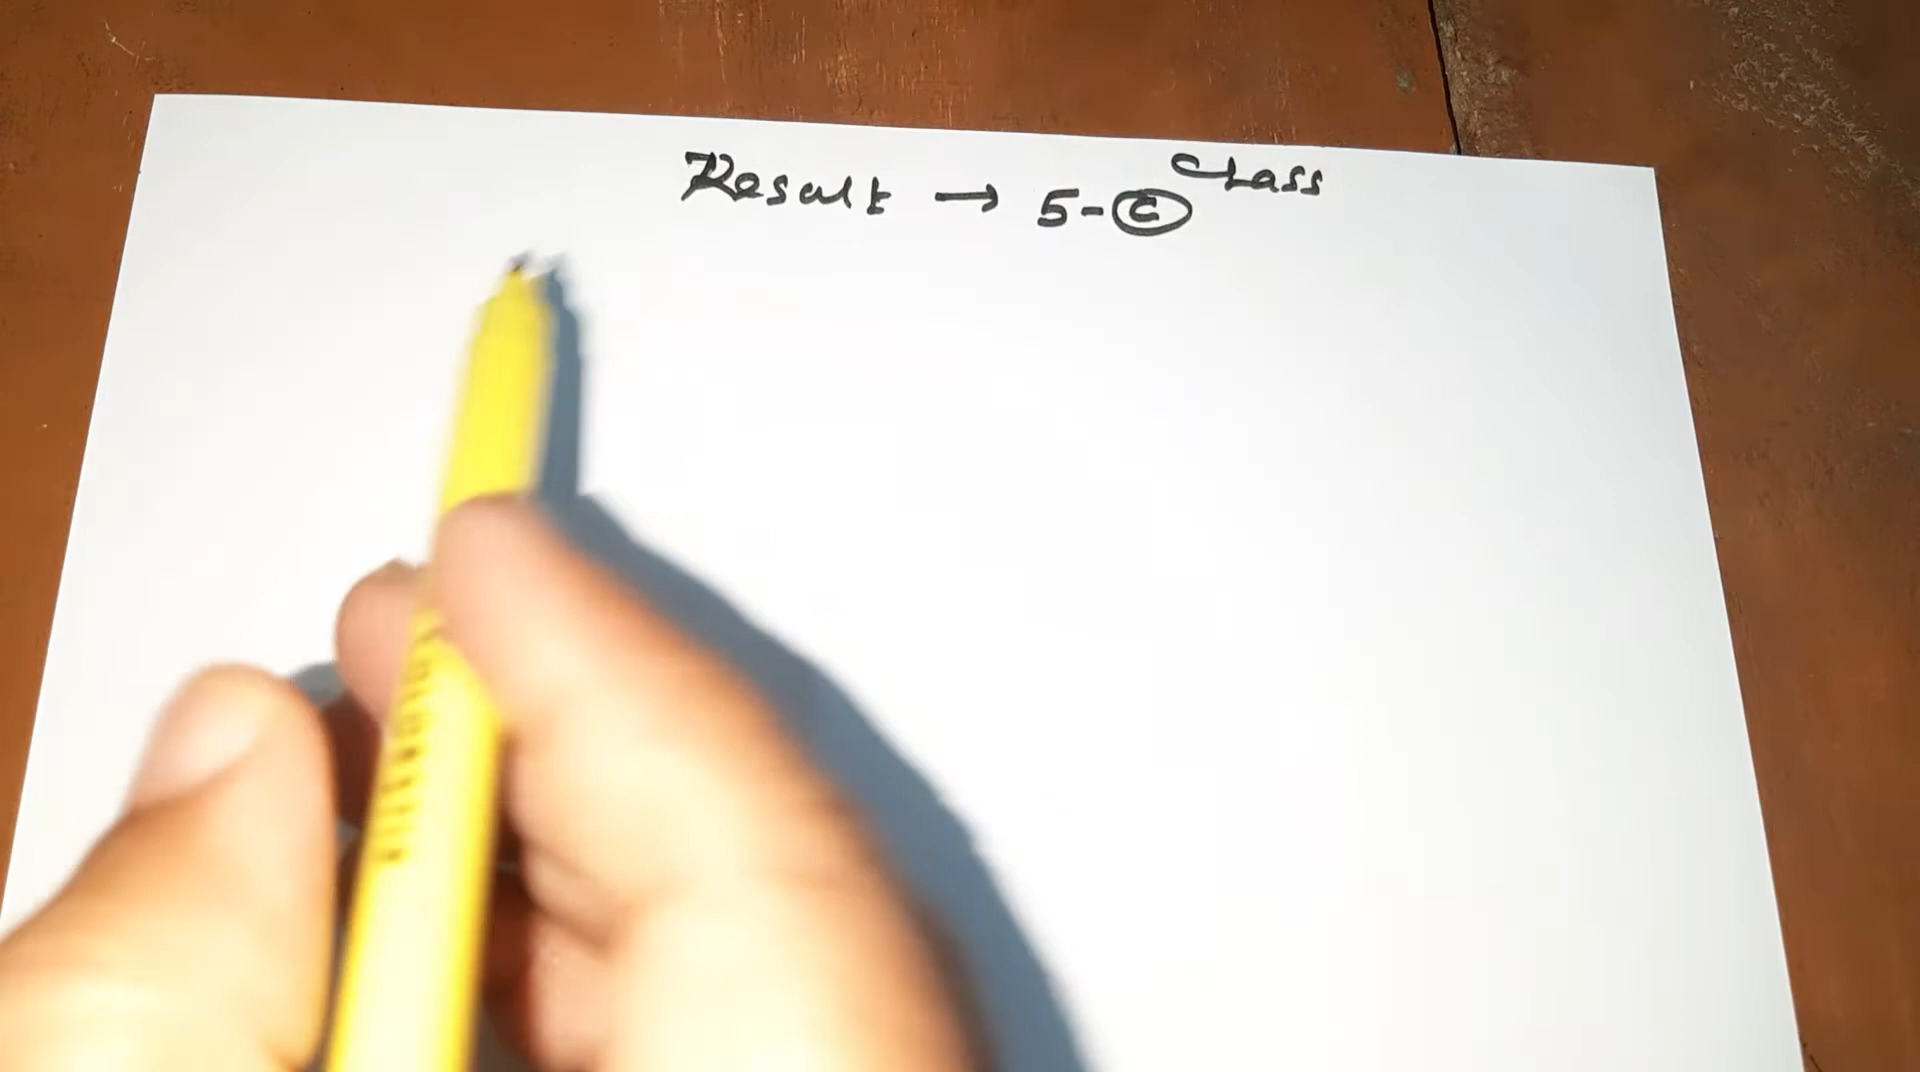 Result → 5-Ⓒ Class